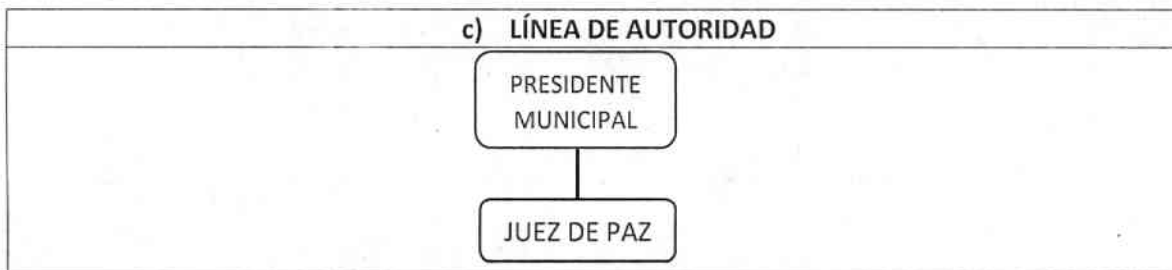 c) LÍNEA DE AUTORIDAD
PRESIDENTE
MUNICIPAL
JUEZ DE PAZ